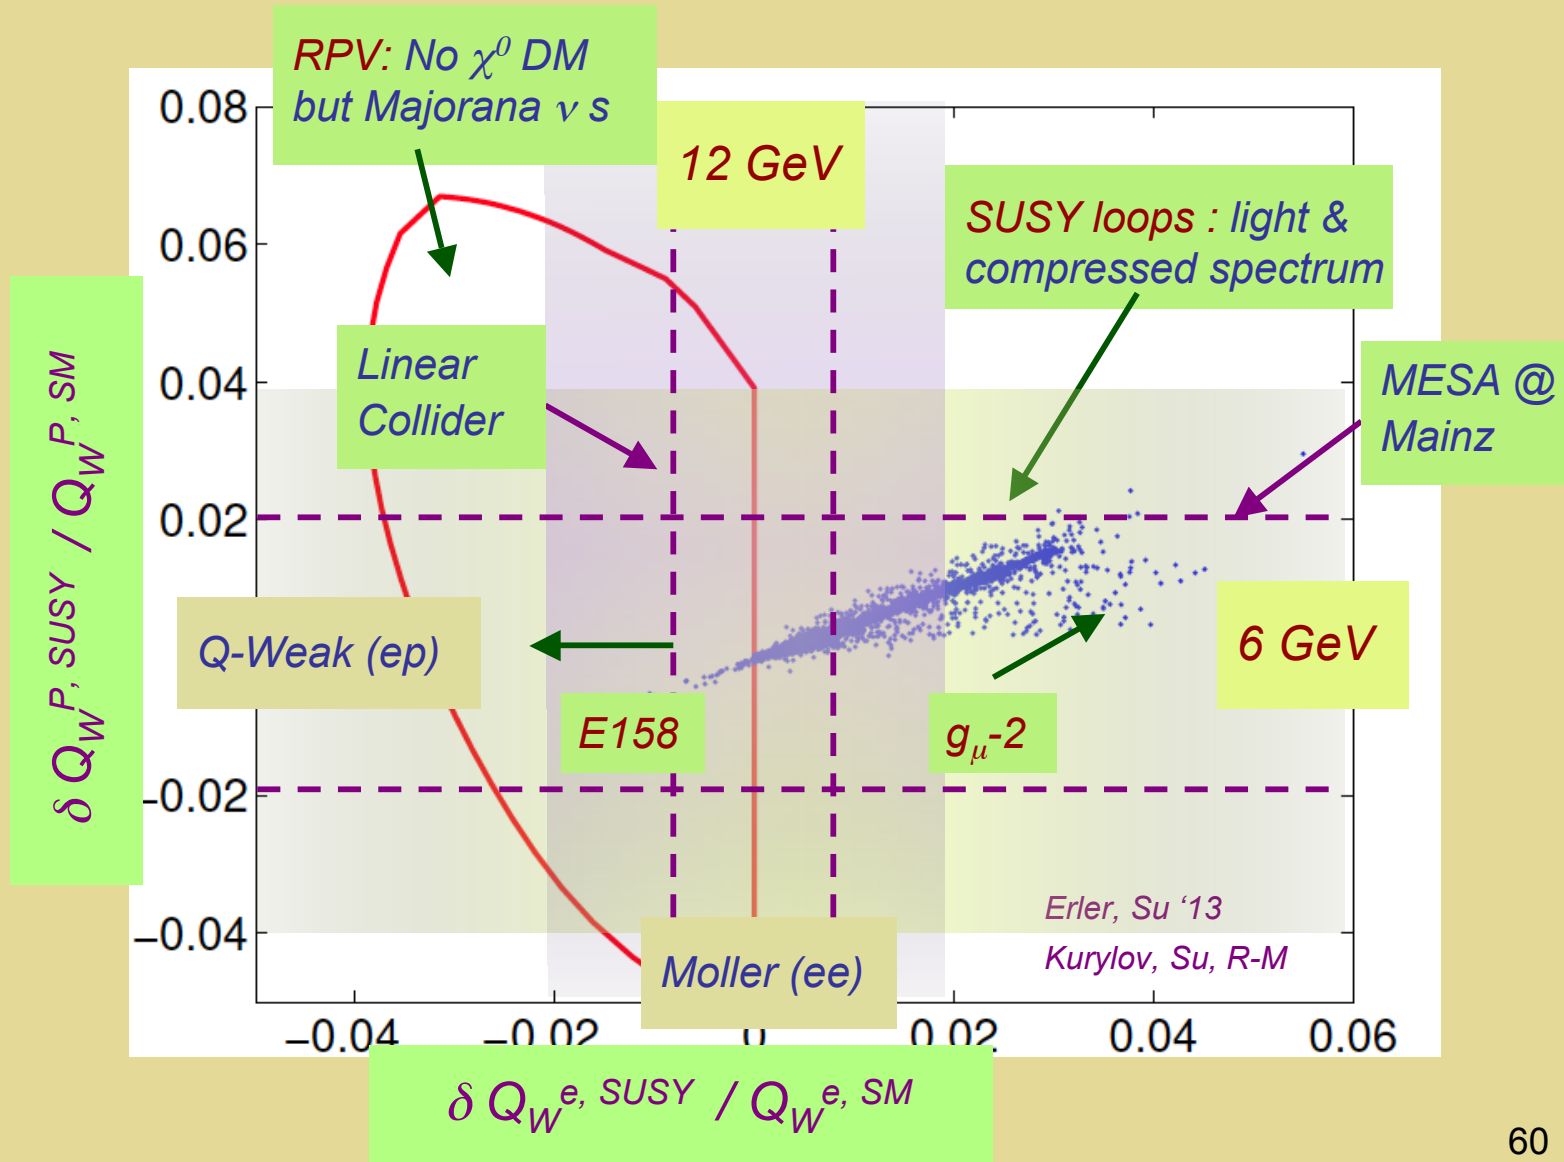 RPV: No χ⁰ DM
but Majorana ν s
12 GeV
SUSY loops : light &
compressed spectrum
0.08
0.06
0.04
0.02
–0.02
–0.04
Linear
Collider
MESA @
Mainz
Q-Weak (ep)
6 GeV
E158
gμ-2
Erler, Su ‘13
Kurylov, Su, R-M
Moller (ee)
–0.04 –0.02 0 0.02 0.04 0.06
δ Q_W^P, SUSY / Q_W^P, SM
δ Q_W^e, SUSY / Q_W^e, SM
60